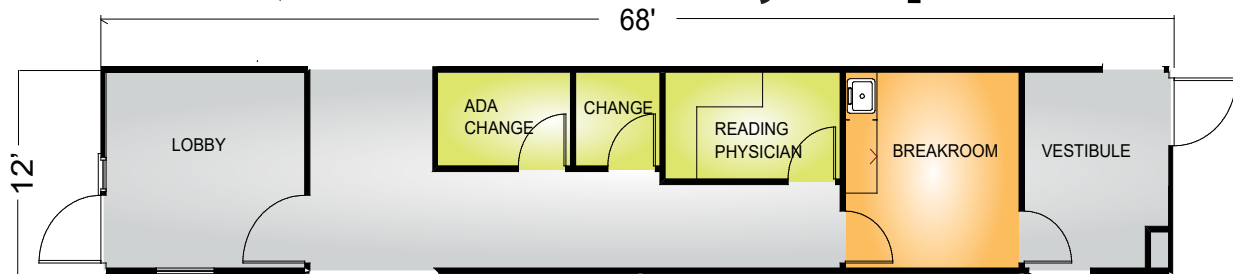 68'
12'
LOBBY
ADA
CHANGE
CHANGE
READING
PHYSICIAN
BREAKROOM
VESTIBULE